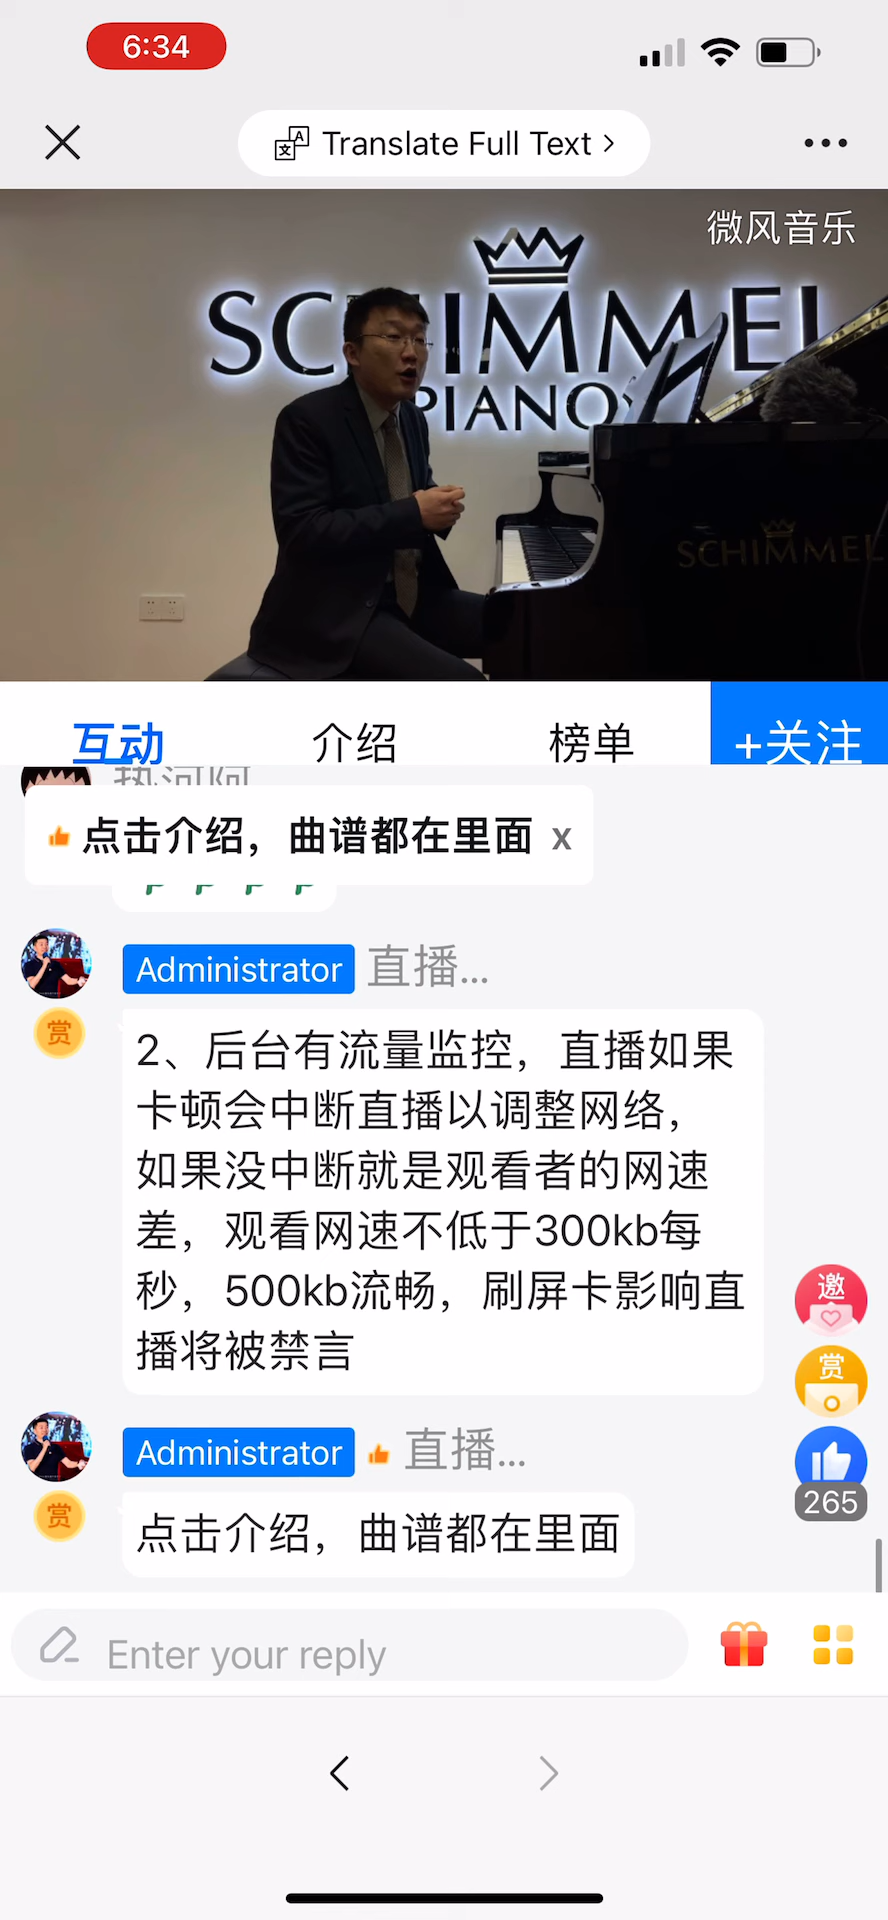 6:34
Translate Full Text
微风音乐
SCHIMMEL
PIANOS
SCHIMMEL
互动
介绍
榜单
+关注
热河阿
点击介绍，曲谱都在里面 x
Administrator 直播...
赏
2、后台有流量监控，直播如果
卡顿会中断直播以调整网络，
如果没中断就是观看者的网速
差，观看网速不低于300kb每
秒，500kb流畅，刷屏卡影响直
播将被禁言
邀
赏
265
Administrator 直播...
赏
点击介绍，曲谱都在里面
Enter your reply